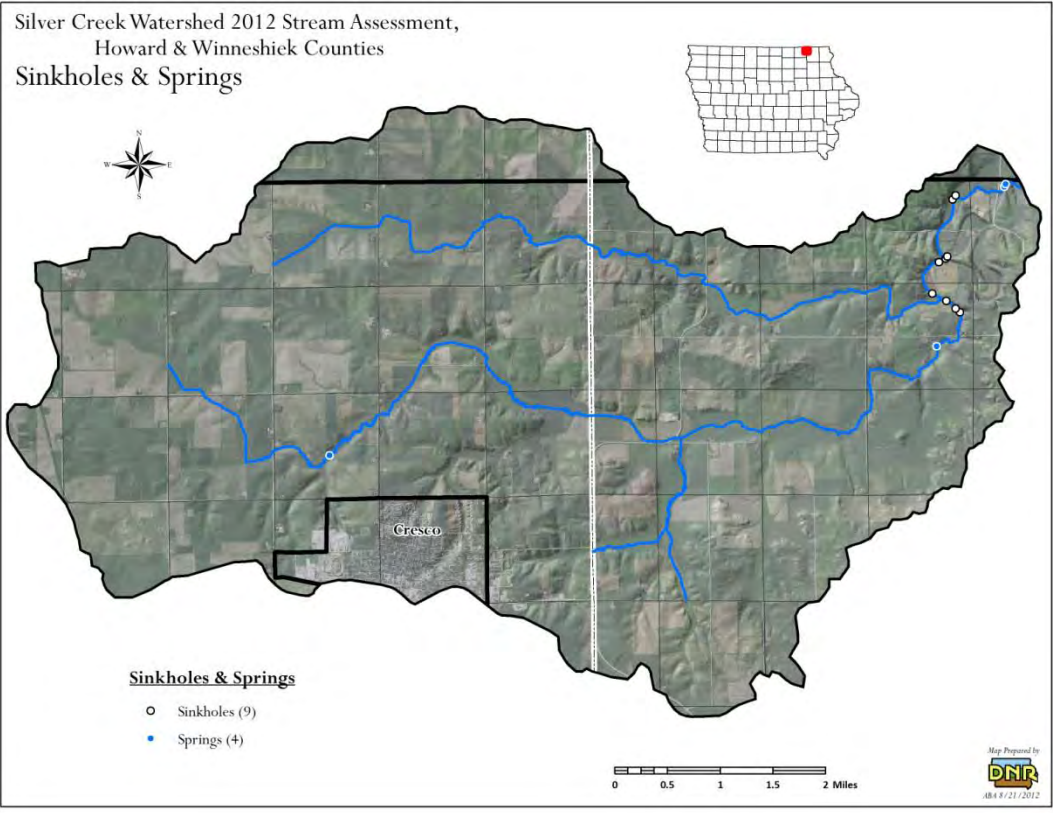 Silver Creek Watershed 2012 Stream Assessment,
Howard & Winneshiek Counties
Sinkholes & Springs
N
W
E
S
Cresco
Sinkholes & Springs
Sinkholes (9)
Springs (4)
0 0.5 1 1.5 2 Miles
Map Prepared by
DNR
ABA 8/21/2012